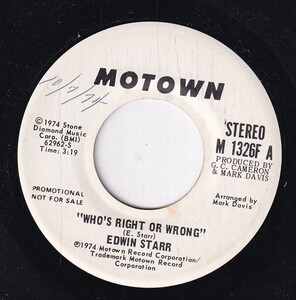 MOTOWN
10/7/74
℗1974 Stone
Diamond Music
Corp. (BMI)
62962-S
Time: 3:19
STEREO
M 1326F A
PRODUCED BY
G.C. CAMERON
& MARK DAVIS
PROMOTIONAL
NOT FOR SALE
Arranged by
Mark Davis
"WHO'S RIGHT OR WRONG"
(E. Starr)
EDWIN STARR
℗1974 Motown Record Corporation/
Trademark Motown Record
Corporation